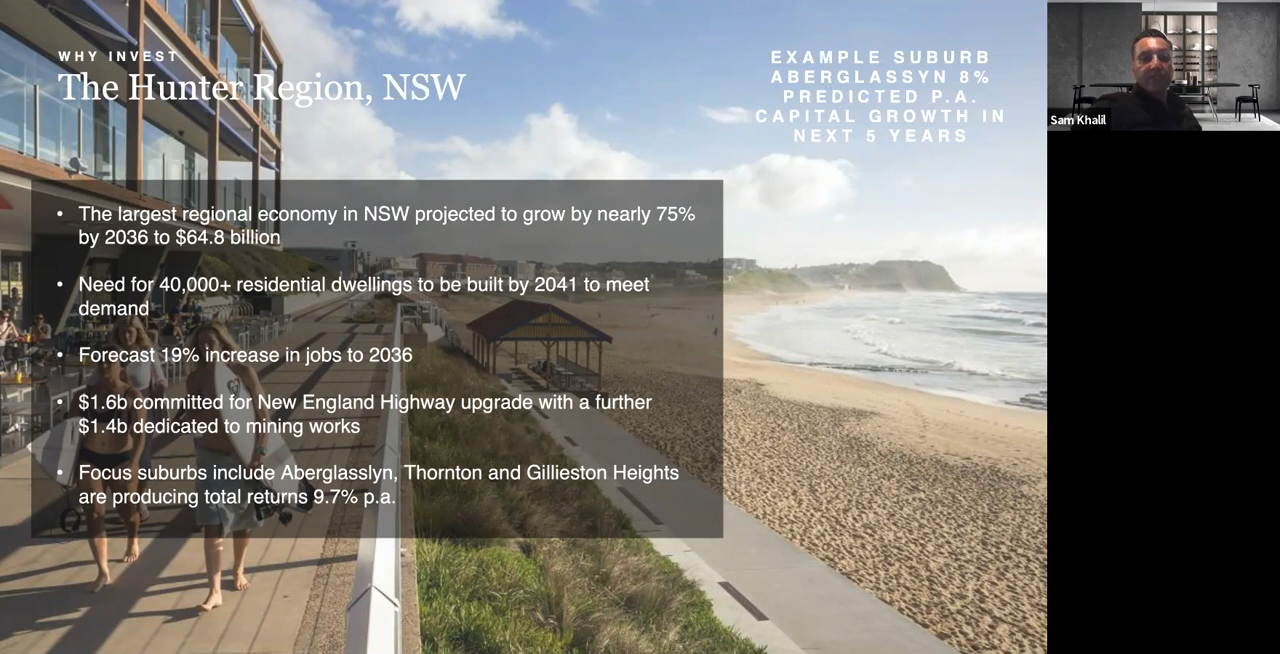 WHY INVEST
The Hunter Region, NSW
EXAMPLE SUBURB
ABERGLASSYN 8%
PREDICTED P.A.
CAPITAL GROWTH IN
NEXT 5 YEARS
• The largest regional economy in NSW projected to grow by nearly 75%
by 2036 to $64.8 billion
• Need for 40,000+ residential dwellings to be built by 2041 to meet
demand
• Forecast 19% increase in jobs to 2036
• $1.6b committed for New England Highway upgrade with a further
$1.4b dedicated to mining works
• Focus suburbs include Aberglasslyn, Thornton and Gillieston Heights
are producing total returns 9.7% p.a.
Sam Khalil